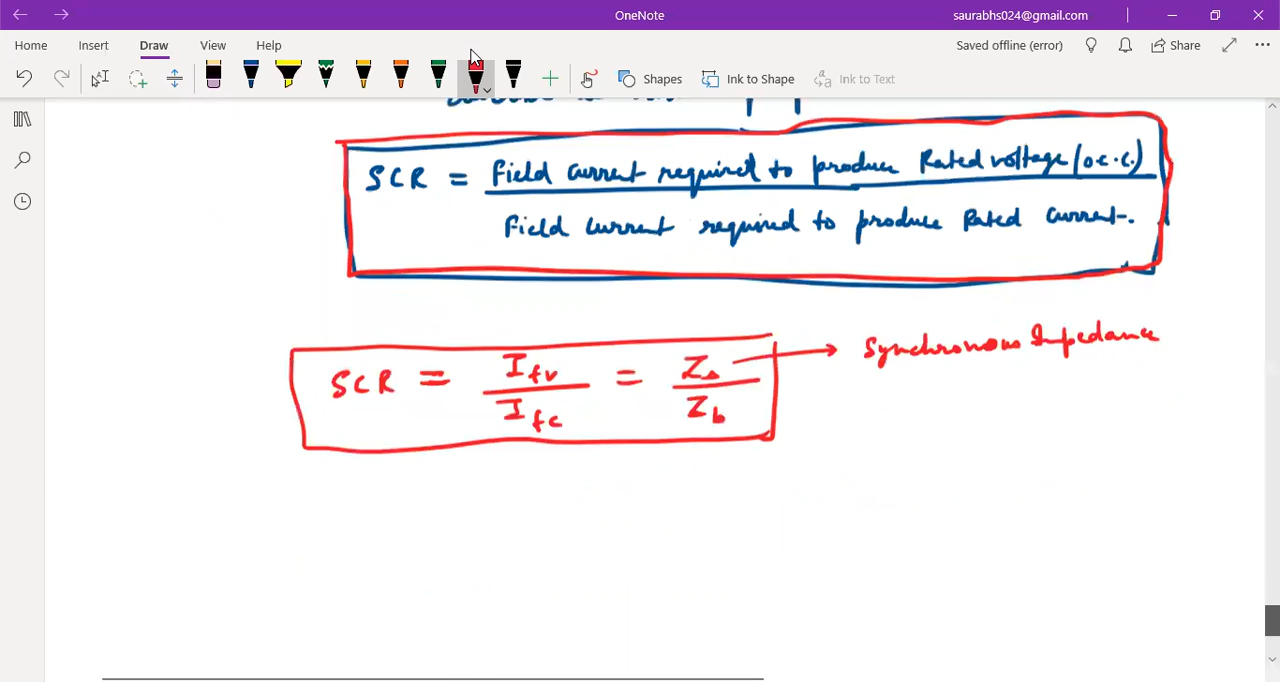 OneNote
saurabhs024@gmail.com
Home Insert Draw View Help
Saved offline (error)
Share
Shapes
Ink to Shape
Ink to Text
SCR = Field current required to produce Rated voltage (o.c.c.)
Field current required to produce Rated current.
SCR = Ifv / Ifc = Zs / Zb → Synchronous Impedance